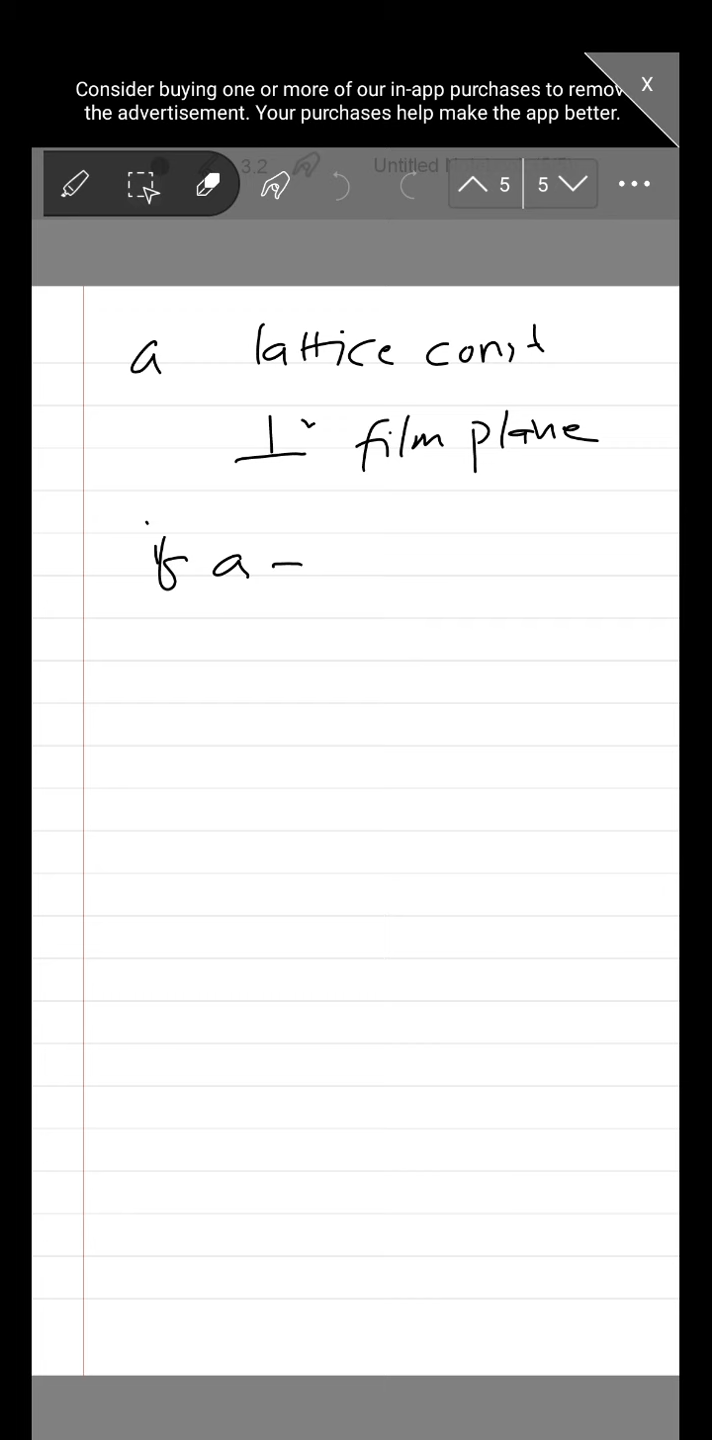 Consider buying one or more of our in-app purchases to remov
the advertisement. Your purchases help make the app better.
X
3.2 Untitled
5 5
a lattice const
⊥r film plane
if a –